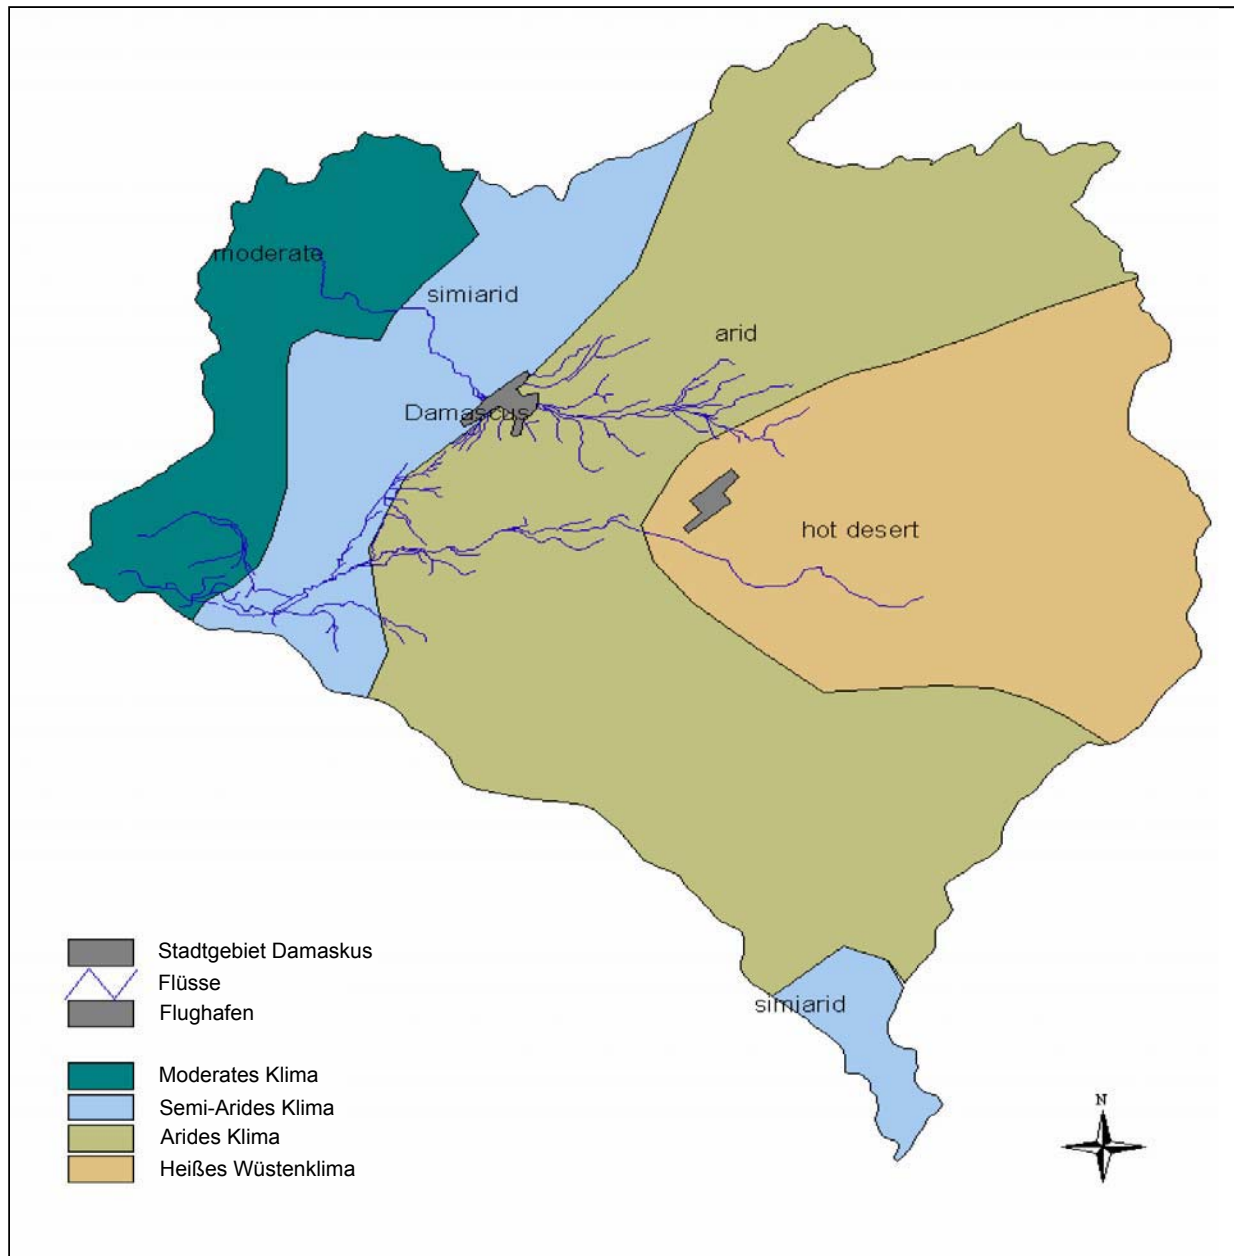 moderate
simiarid
arid
Damascus
hot desert
simiarid
Stadtgebiet Damaskus
Flüsse
Flughafen
Moderates Klima
Semi-Arides Klima
Arides Klima
Heißes Wüstenklima
N